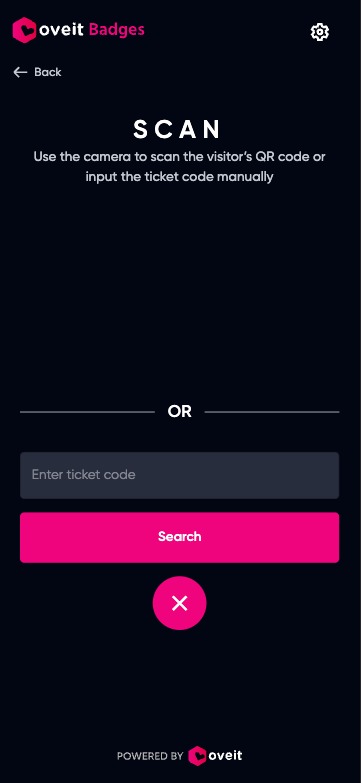 oveit Badges
Back
SCAN
Use the camera to scan the visitor's QR code or
input the ticket code manually
OR
Enter ticket code
Search
POWERED BY oveit